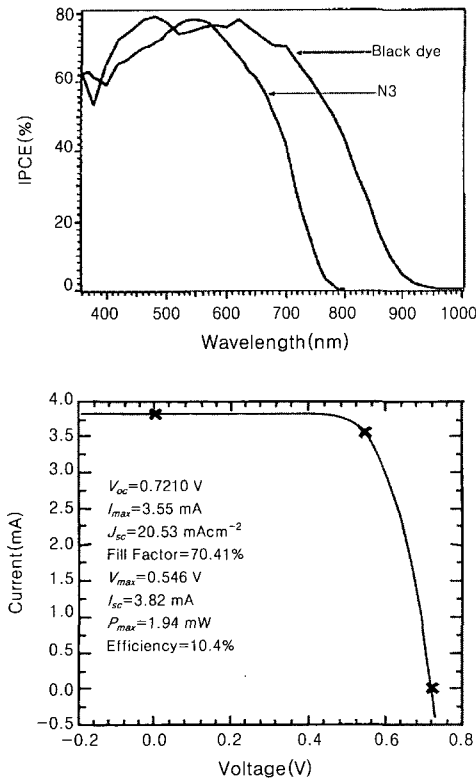 80
60
40
20
0
IPCE(%)
Black dye
N3
400 500 600 700 800 900 1000
Wavelength(nm)
4.0
3.5
3.0
2.5
2.0
1.5
1.0
0.5
0.0
−0.5
Current(mA)
Voc=0.7210 V
Imax=3.55 mA
Jsc=20.53 mAcm−2
Fill Factor=70.41%
Vmax=0.546 V
Isc=3.82 mA
Pmax=1.94 mW
Efficiency=10.4%
−0.2 0.0 0.2 0.4 0.6 0.8
Voltage(V)